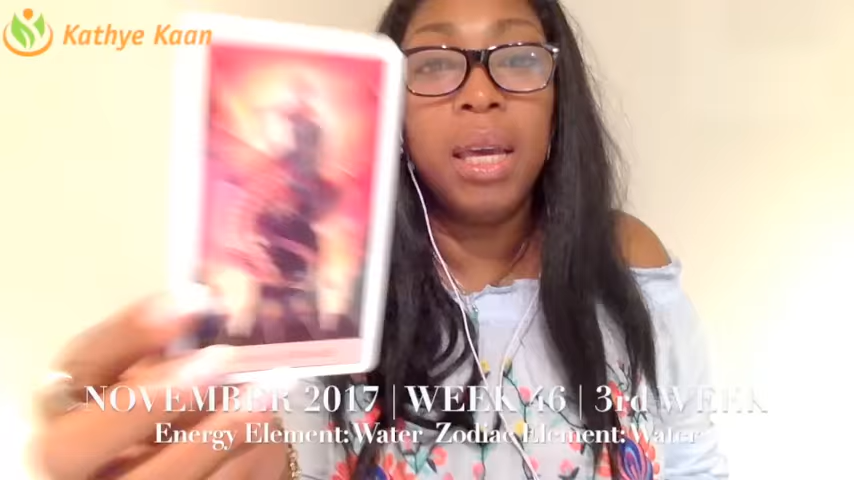 Kathye Kaan
NOVEMBER 2017 | WEEK 46 | 3rd WEEK
Energy Element: Water Zodiac Element: Water